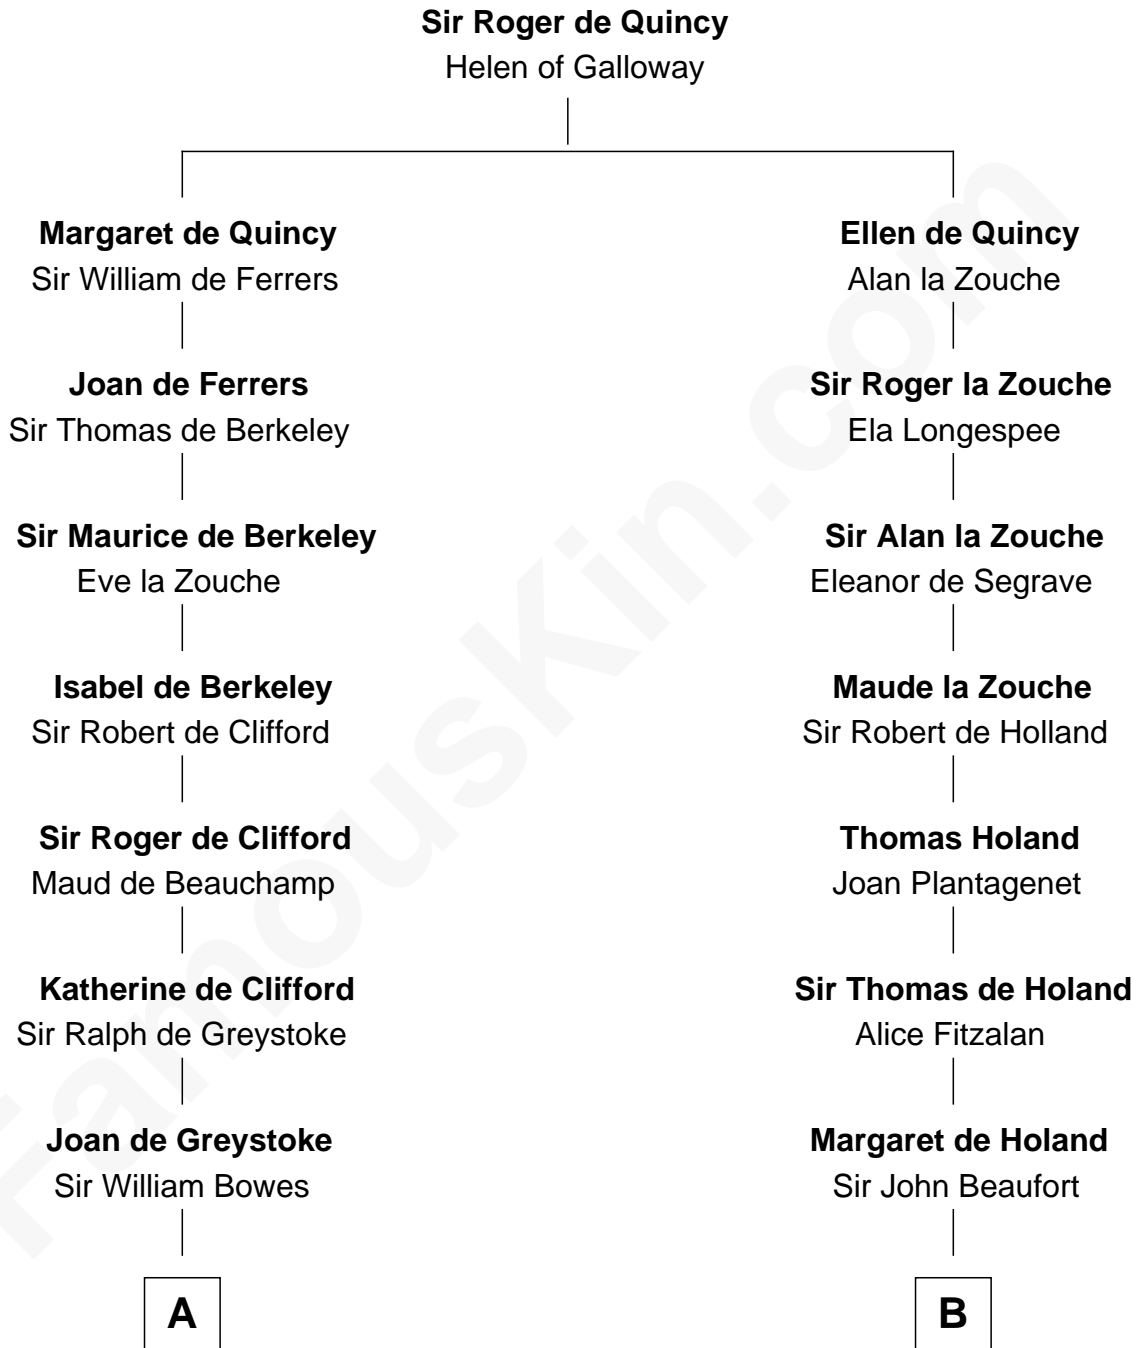 Sir Roger de Quincy
Helen of Galloway
Margaret de Quincy
Sir William de Ferrers
Ellen de Quincy
Alan la Zouche
Joan de Ferrers
Sir Thomas de Berkeley
Sir Roger la Zouche
Ela Longespee
Sir Maurice de Berkeley
Eve la Zouche
Sir Alan la Zouche
Eleanor de Segrave
Isabel de Berkeley
Sir Robert de Clifford
Maude la Zouche
Sir Robert de Holland
Sir Roger de Clifford
Maud de Beauchamp
Thomas Holand
Joan Plantagenet
Katherine de Clifford
Sir Ralph de Greystoke
Sir Thomas de Holand
Alice Fitzalan
Joan de Greystoke
Sir William Bowes
Margaret de Holand
Sir John Beaufort
A
B
FamousKin.com